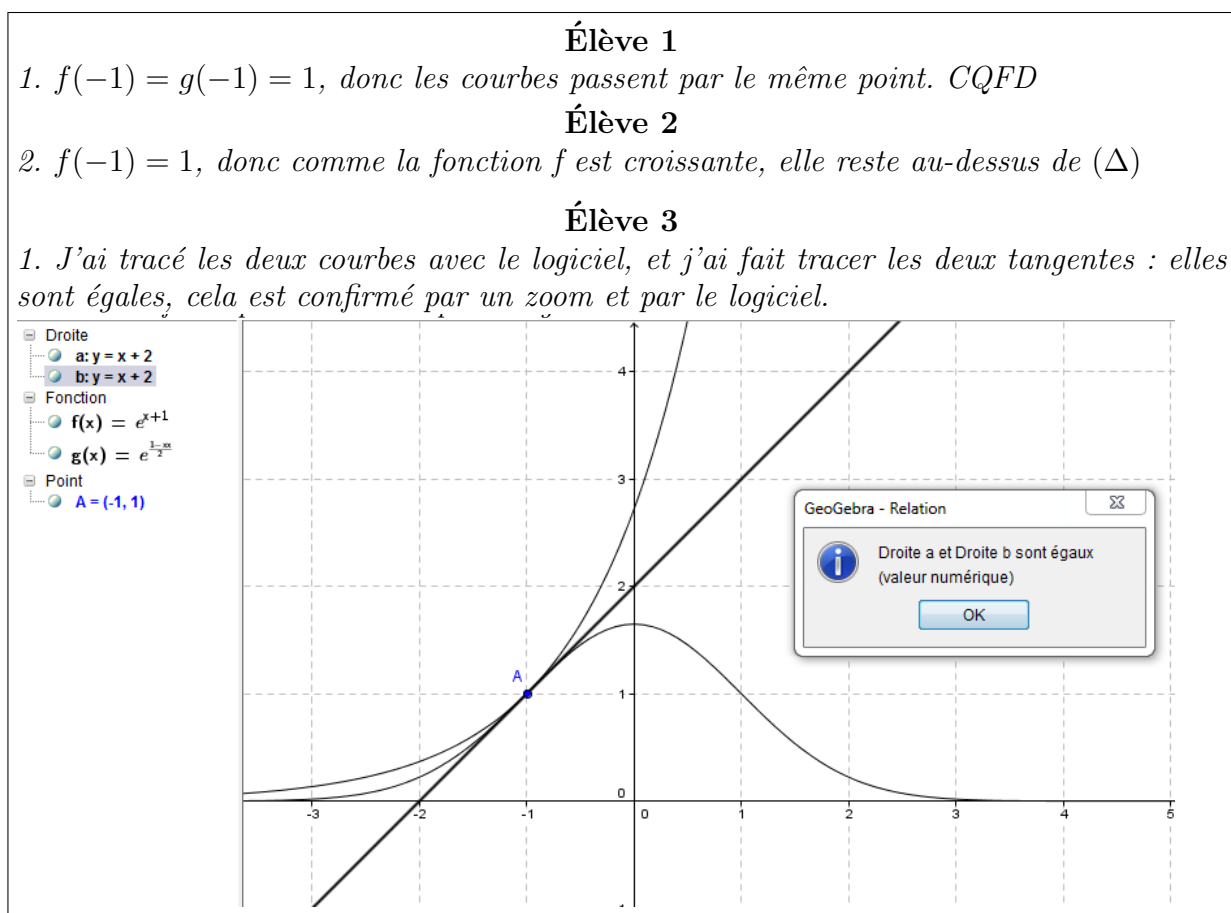 Élève 1
1. f(−1) = g(−1) = 1, donc les courbes passent par le même point. CQFD
Élève 2
2. f(−1) = 1, donc comme la fonction f est croissante, elle reste au-dessus de (Δ)
Élève 3
1. J'ai tracé les deux courbes avec le logiciel, et j'ai fait tracer les deux tangentes : elles
sont égales, cela est confirmé par un zoom et par le logiciel.
Droite
a: y = x + 2
b: y = x + 2
Fonction
f(x) = e^{x+1}
g(x) = e^{\frac{1-xx}{2}}
Point
A = (-1, 1)
4
3
2
1
0
A
-3 -2 -1 0 1 2 3 4 5
GeoGebra - Relation
Droite a et Droite b sont égaux
(valeur numérique)
OK